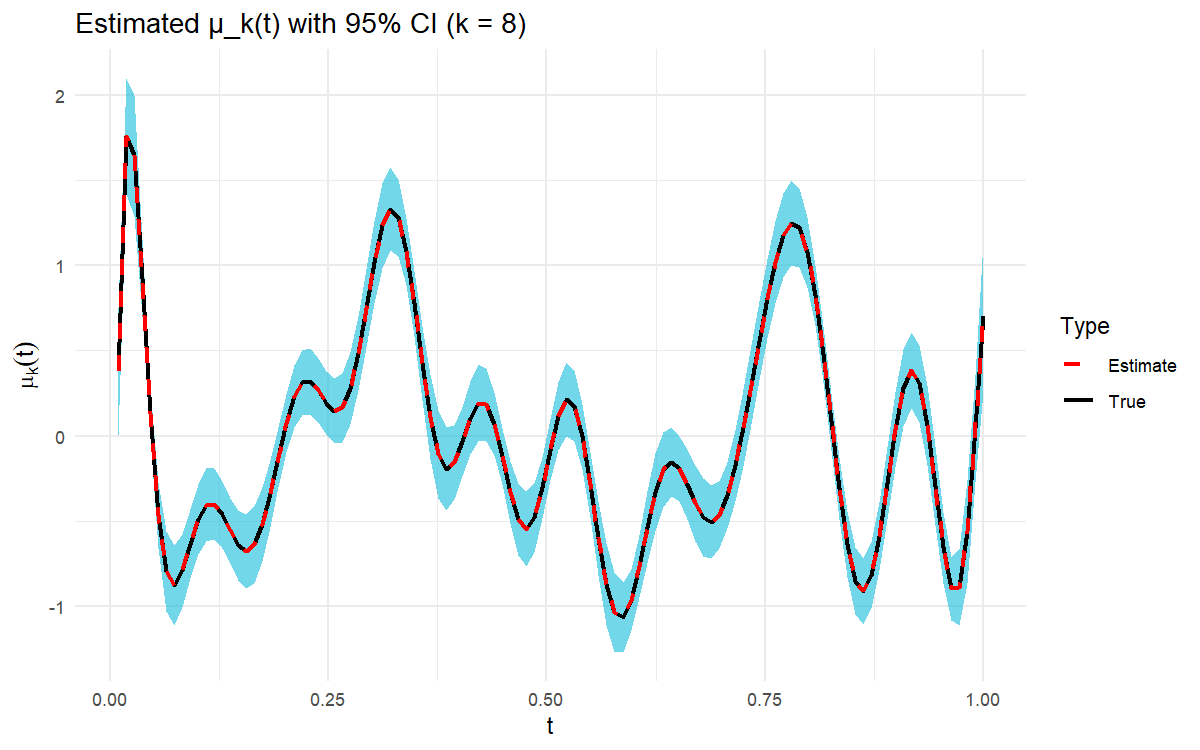 Estimated µ_k(t) with 95% CI (k = 8)
2
1
0
-1
μk(t)
0.00 0.25 0.50 0.75 1.00
t
Type
Estimate
True